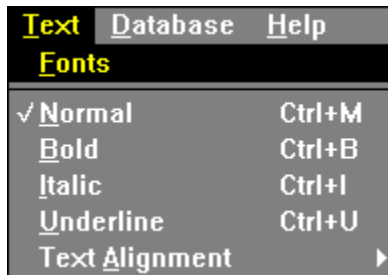 Text Database Help
Fonts
✓ Normal Ctrl+M
Bold Ctrl+B
Italic Ctrl+I
Underline Ctrl+U
Text Alignment